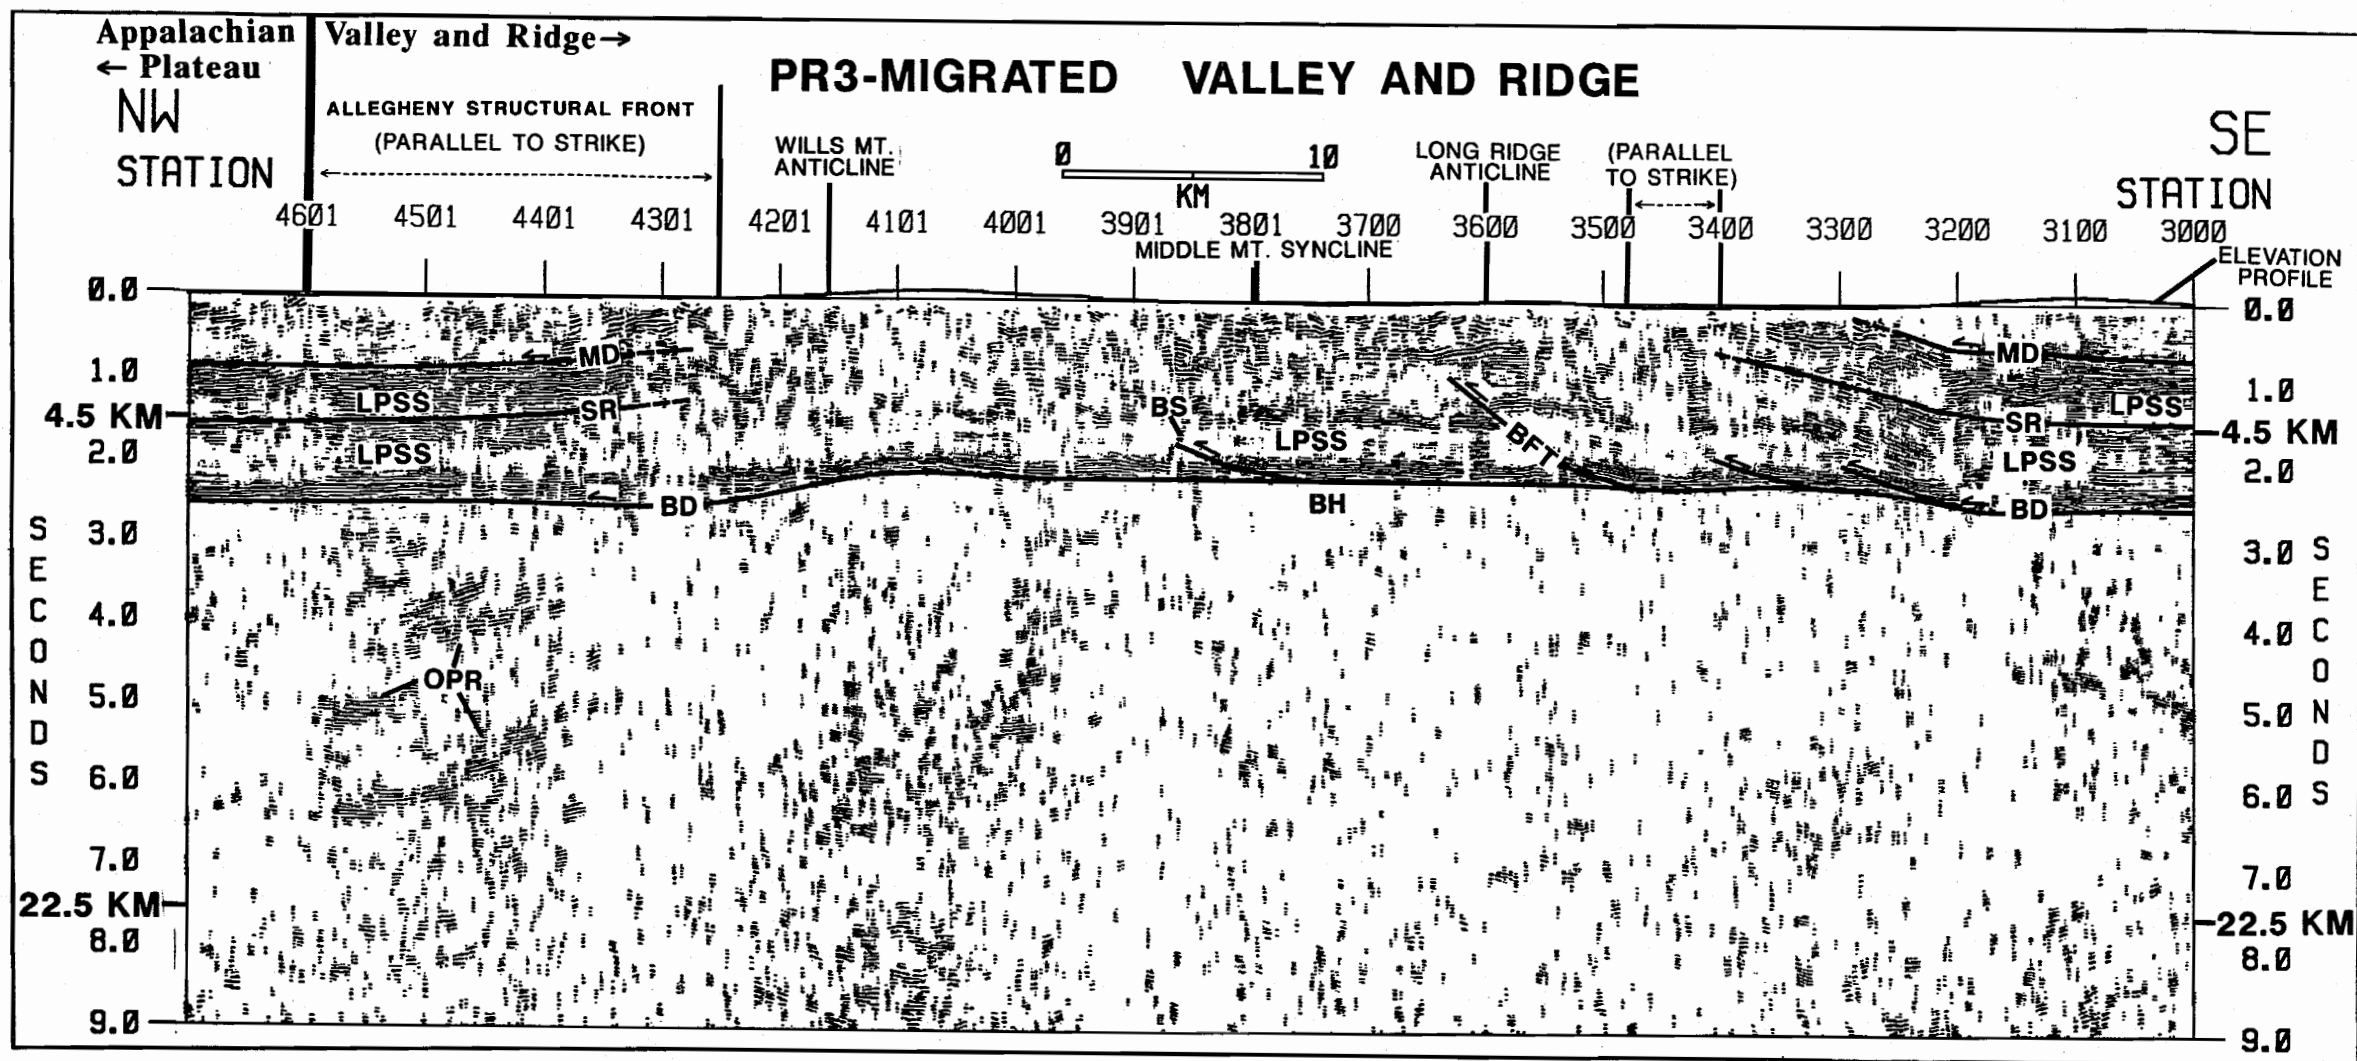 Appalachian Valley and Ridge→
← Plateau
PR3-MIGRATED VALLEY AND RIDGE
NW
ALLEGHENY STRUCTURAL FRONT
(PARALLEL TO STRIKE)
WILLS MT.
ANTICLINE
0 10
KM
LONG RIDGE
ANTICLINE
(PARALLEL
TO STRIKE)
SE
STATION
STATION
4601 4501 4401 4301 4201 4101 4001 3901 3801 3700 3600 3500 3400 3300 3200 3100 3000
MIDDLE MT. SYNCLINE
ELEVATION
PROFILE
0.0
1.0
4.5 KM
2.0
3.0
4.0
5.0
6.0
7.0
22.5 KM
8.0
9.0
SECONDS
MD
LPSS
SR
LPSS
BD
OPR
BS
LPSS
BFT
BH
MD
LPSS
SR
LPSS
BD
0.0
1.0
4.5 KM
2.0
3.0
4.0
5.0
6.0
7.0
22.5 KM
8.0
9.0
SECONDS